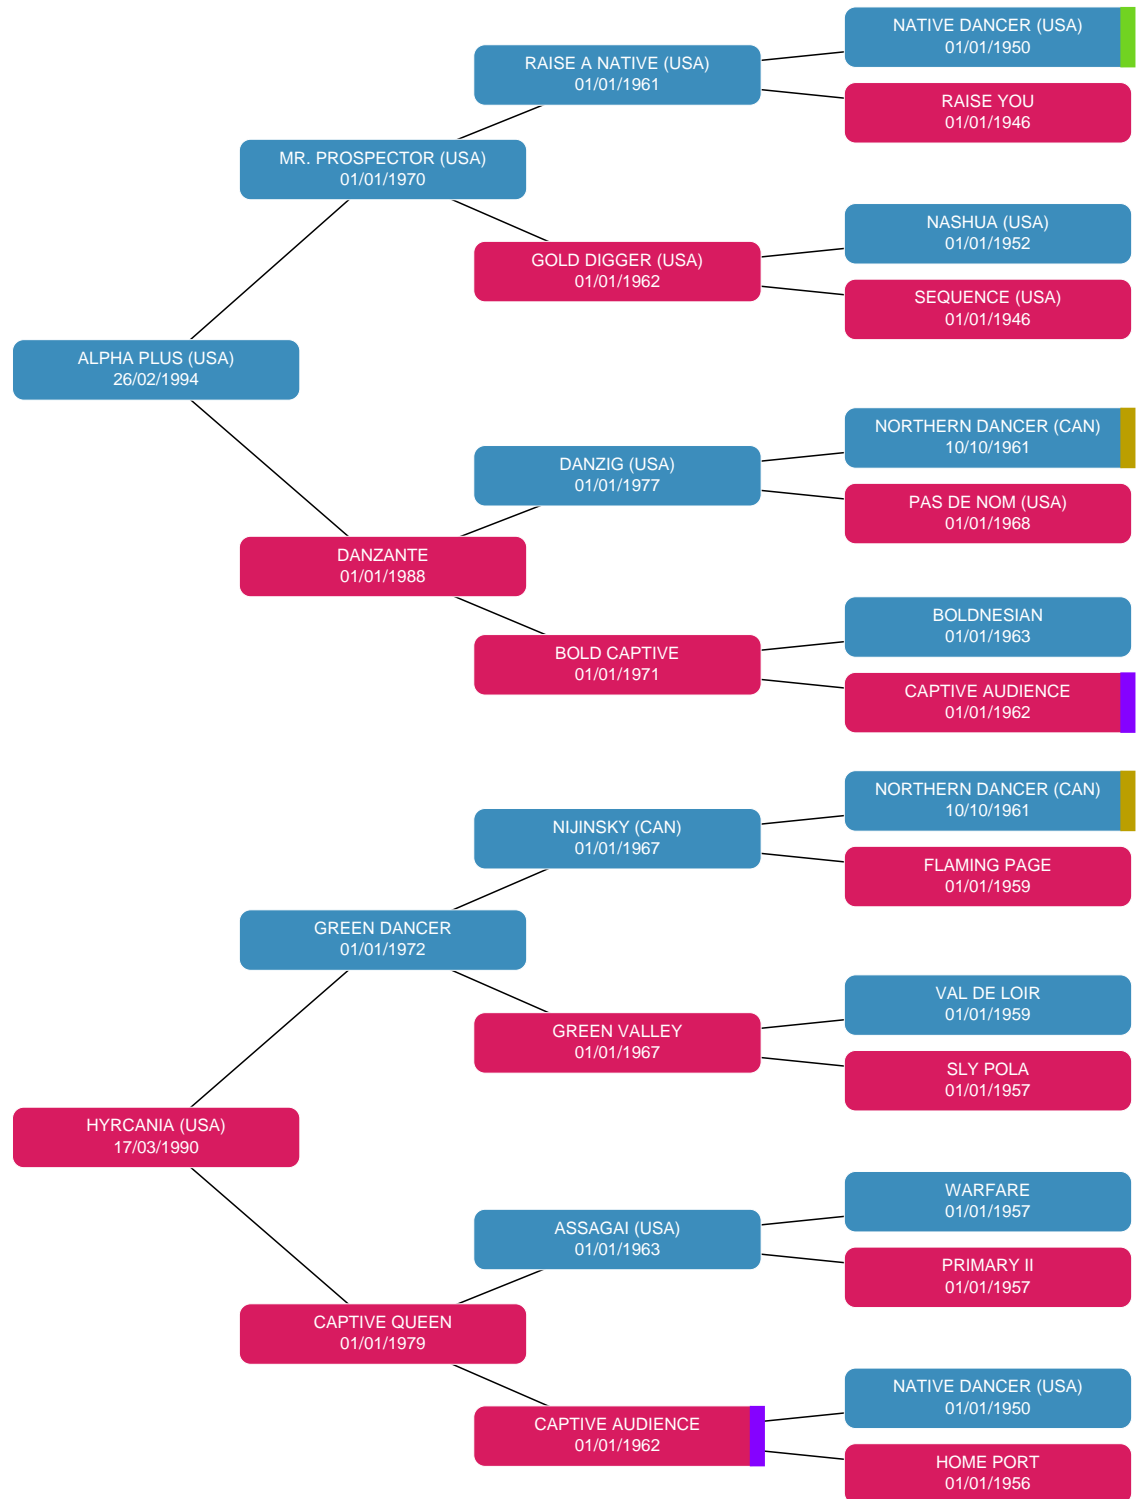 NATIVE DANCER (USA)
01/01/1950
RAISE A NATIVE (USA)
01/01/1961
RAISE YOU
01/01/1946
MR. PROSPECTOR (USA)
01/01/1970
NASHUA (USA)
01/01/1952
GOLD DIGGER (USA)
01/01/1962
SEQUENCE (USA)
01/01/1946
ALPHA PLUS (USA)
26/02/1994
NORTHERN DANCER (CAN)
10/10/1961
DANZIG (USA)
01/01/1977
PAS DE NOM (USA)
01/01/1968
DANZANTE
01/01/1988
BOLDNESIAN
01/01/1963
BOLD CAPTIVE
01/01/1971
CAPTIVE AUDIENCE
01/01/1962
NORTHERN DANCER (CAN)
10/10/1961
NIJINSKY (CAN)
01/01/1967
FLAMING PAGE
01/01/1959
GREEN DANCER
01/01/1972
VAL DE LOIR
01/01/1959
GREEN VALLEY
01/01/1967
SLY POLA
01/01/1957
HYRCANIA (USA)
17/03/1990
WARFARE
01/01/1957
ASSAGAI (USA)
01/01/1963
PRIMARY II
01/01/1957
CAPTIVE QUEEN
01/01/1979
NATIVE DANCER (USA)
01/01/1950
CAPTIVE AUDIENCE
01/01/1962
HOME PORT
01/01/1956